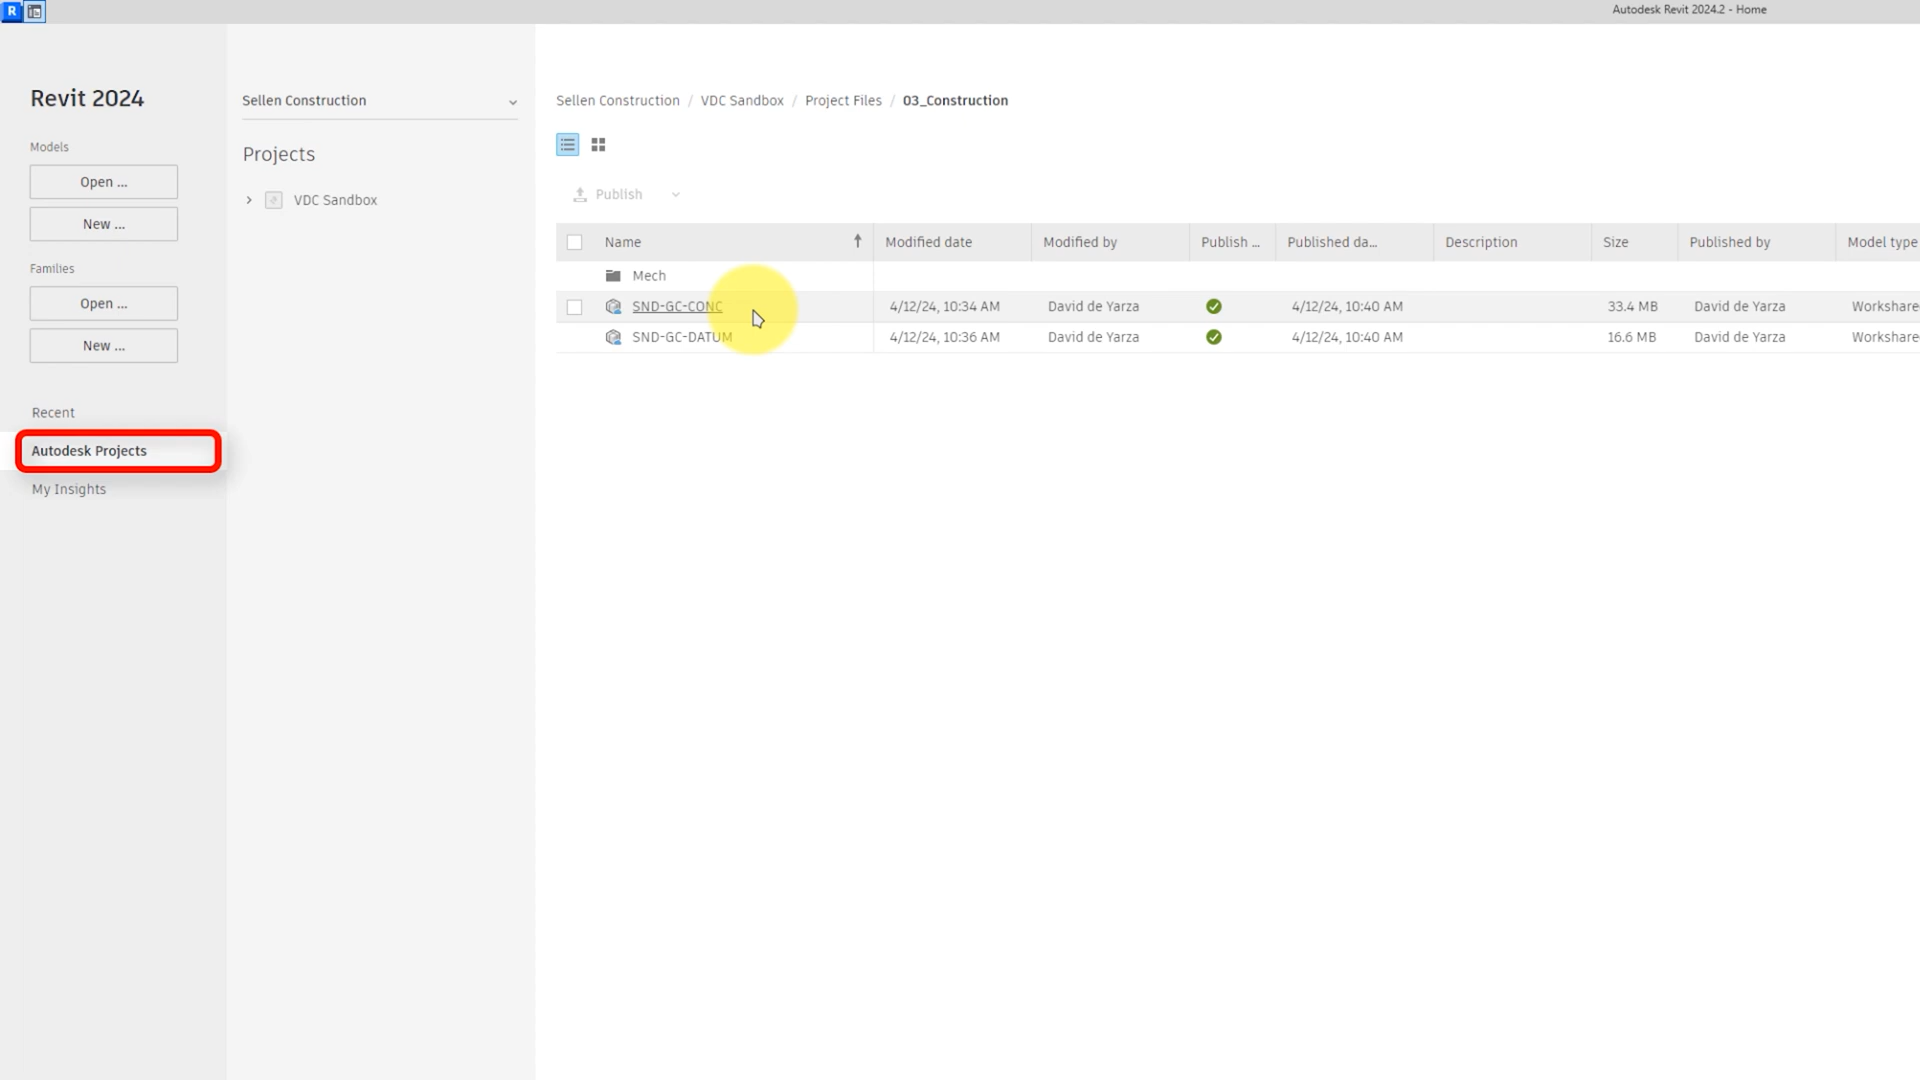 R
Autodesk Revit 2024.2 - Home
Revit 2024
Models
Open ...
New ...
Families
Open ...
New ...
Recent
Autodesk Projects
My Insights
Sellen Construction
Projects
VDC Sandbox
Sellen Construction / VDC Sandbox / Project Files / 03_Construction
Publish
Name Modified date Modified by Publish ... Published da... Description Size Published by Model type
Mech
SND-GC-CONC 4/12/24, 10:34 AM David de Yarza 4/12/24, 10:40 AM 33.4 MB David de Yarza Workshare
SND-GC-DATUM 4/12/24, 10:36 AM David de Yarza 4/12/24, 10:40 AM 16.6 MB David de Yarza Workshare